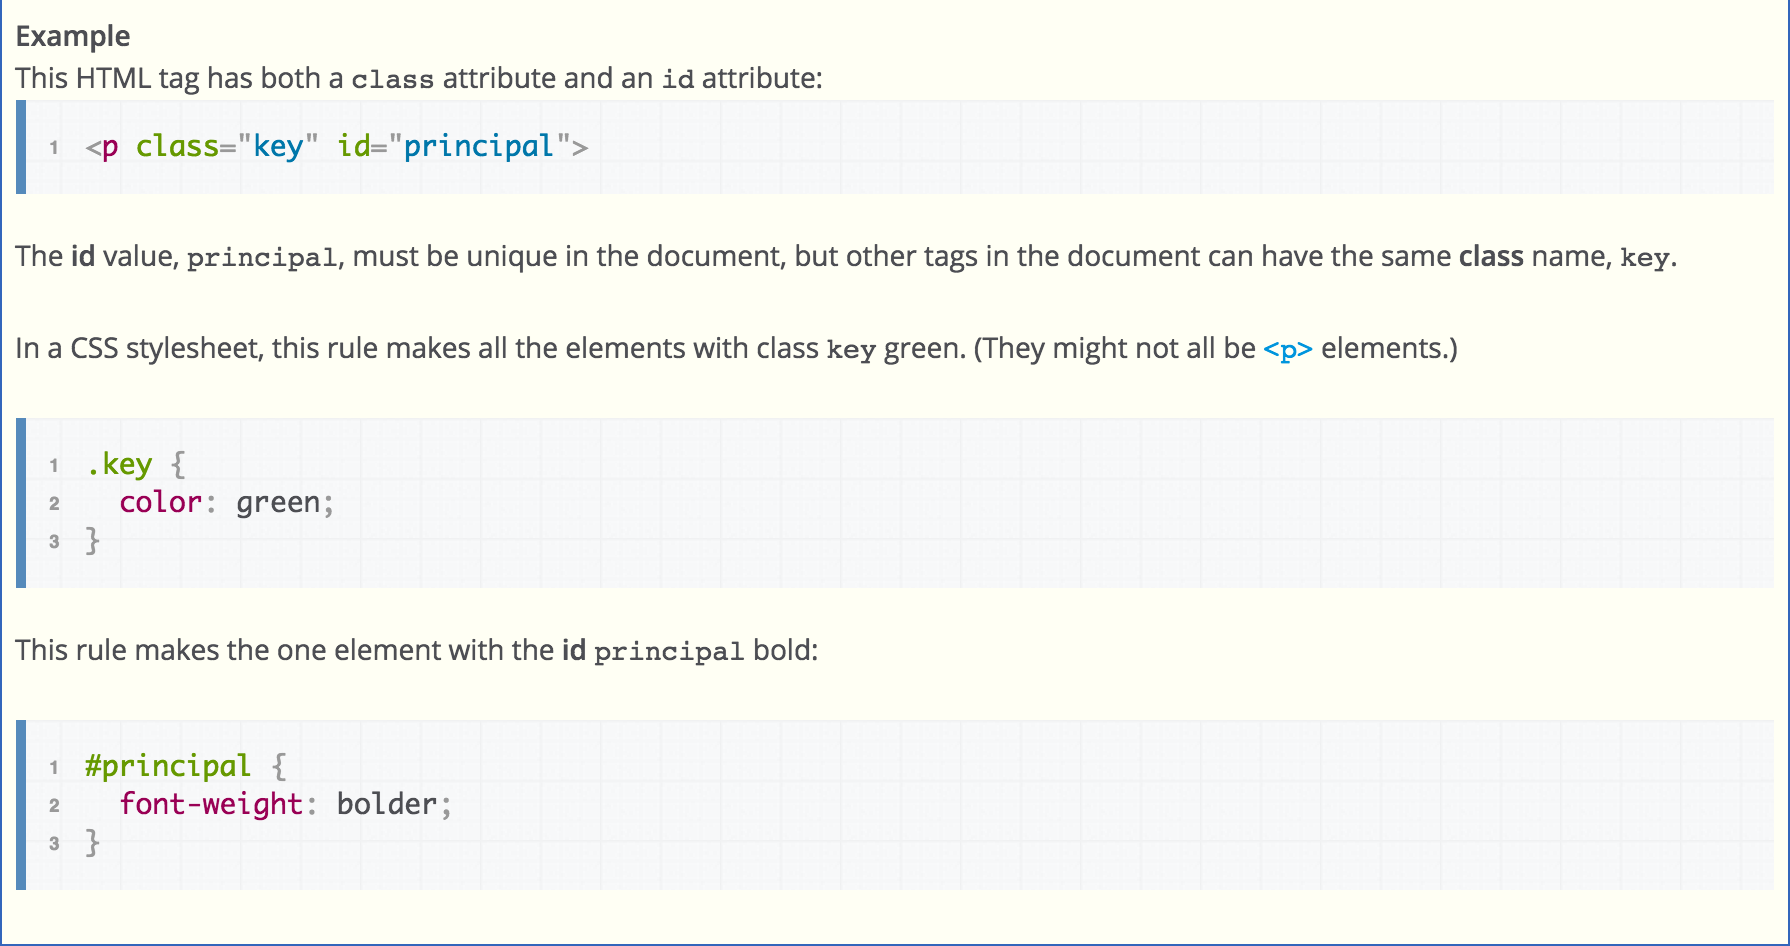 Example
This HTML tag has both a class attribute and an id attribute:
1 <p class="key" id="principal">
The id value, principal, must be unique in the document, but other tags in the document can have the same class name, key.
In a CSS stylesheet, this rule makes all the elements with class key green. (They might not all be <p> elements.)
1 .key {
2   color: green;
3 }
This rule makes the one element with the id principal bold:
1 #principal {
2   font-weight: bolder;
3 }